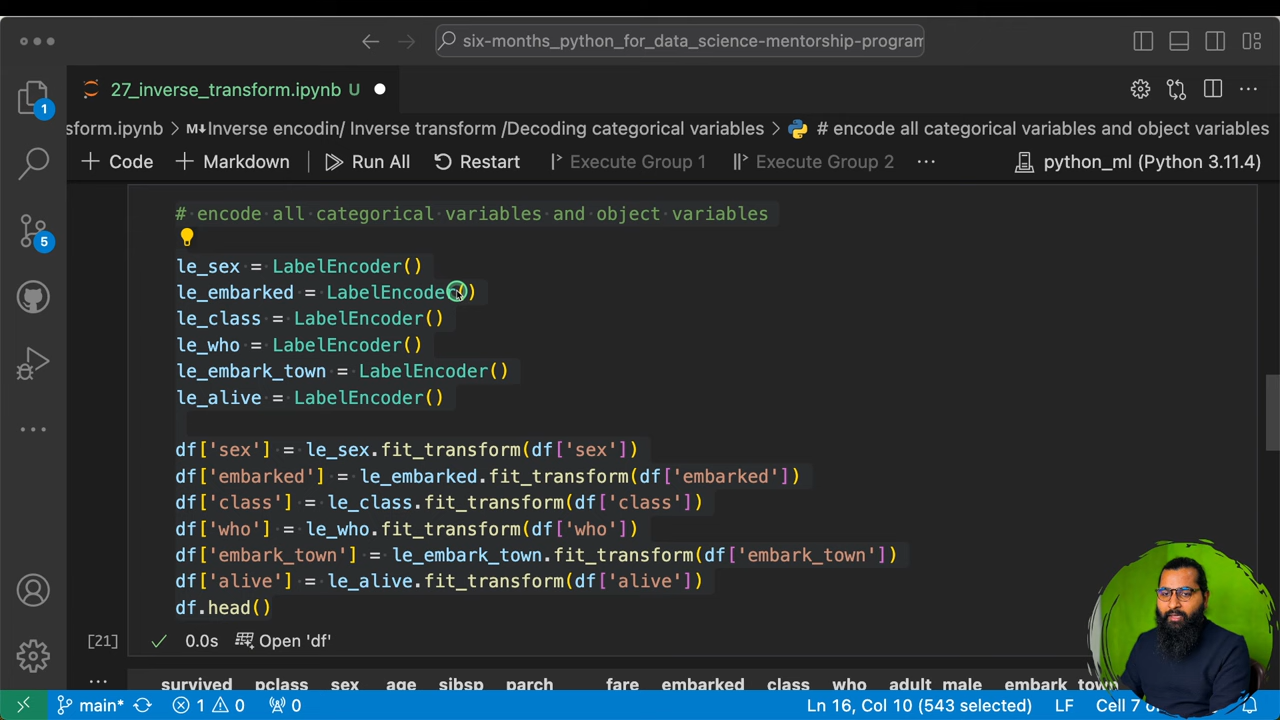 six-months_python_for_data_science-mentorship-program
27_inverse_transform.ipynb U
sform.ipynb > M↓Inverse encodin/ Inverse transform /Decoding categorical variables > # encode all categorical variables and object variables
+ Code + Markdown | Run All Restart Execute Group 1 Execute Group 2 ··· python_ml (Python 3.11.4)
1
5
# encode all categorical variables and object variables
le_sex = LabelEncoder()
le_embarked = LabelEncoder()
le_class = LabelEncoder()
le_who = LabelEncoder()
le_embark_town = LabelEncoder()
le_alive = LabelEncoder()
df['sex'] = le_sex.fit_transform(df['sex'])
df['embarked'] = le_embarked.fit_transform(df['embarked'])
df['class'] = le_class.fit_transform(df['class'])
df['who'] = le_who.fit_transform(df['who'])
df['embark_town'] = le_embark_town.fit_transform(df['embark_town'])
df['alive'] = le_alive.fit_transform(df['alive'])
df.head()
[21] ✓ 0.0s Open 'df'
··· survived pclass sex age sibsp parch fare embarked class who adult_male embark_town
main* 1 0 0 Ln 16, Col 10 (543 selected) LF Cell 7